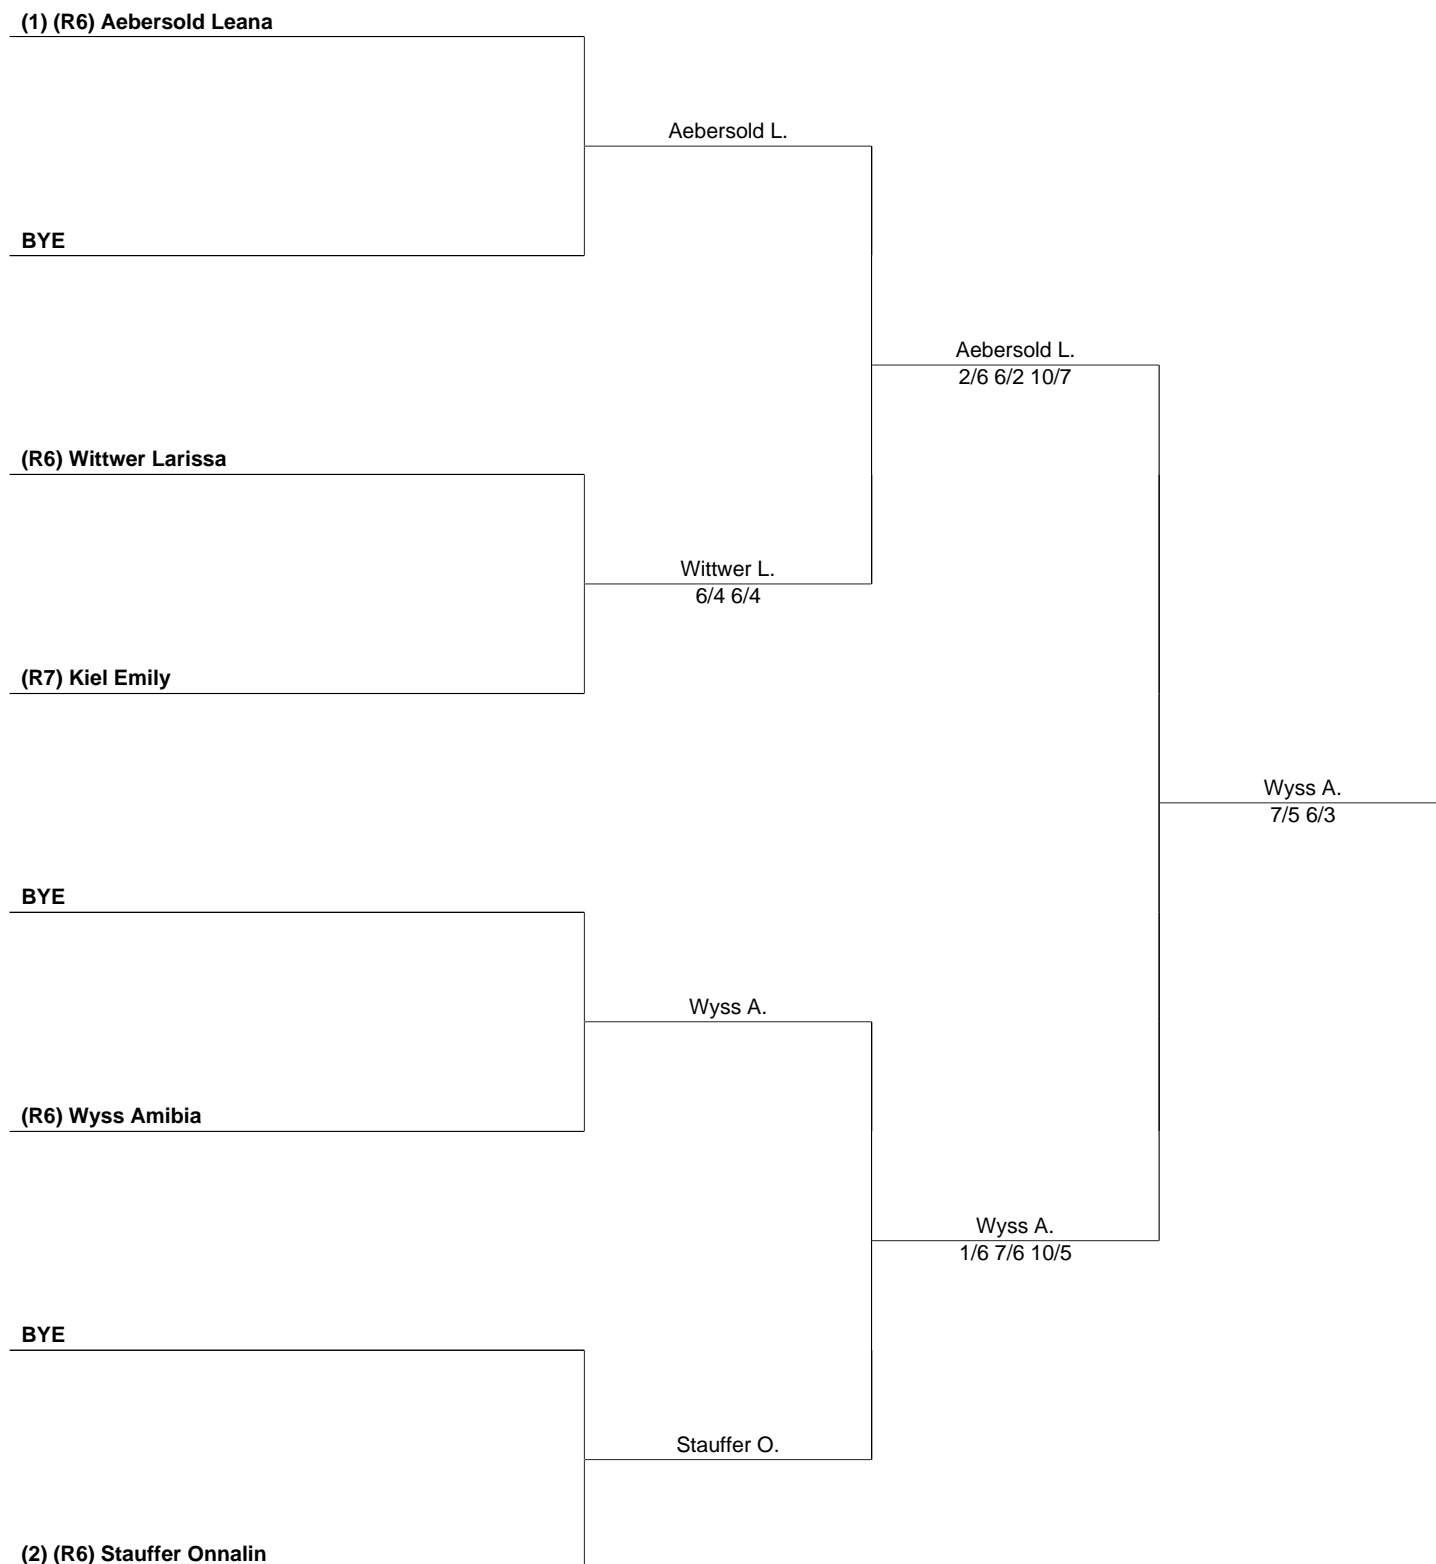 (1) (R6) Aebersold Leana
Aebersold L.
BYE
Aebersold L.
2/6 6/2 10/7
(R6) Wittwer Larissa
Wittwer L.
6/4 6/4
(R7) Kiel Emily
Wyss A.
7/5 6/3
BYE
Wyss A.
(R6) Wyss Amibia
Wyss A.
1/6 7/6 10/5
BYE
Stauffer O.
(2) (R6) Stauffer Onnalin